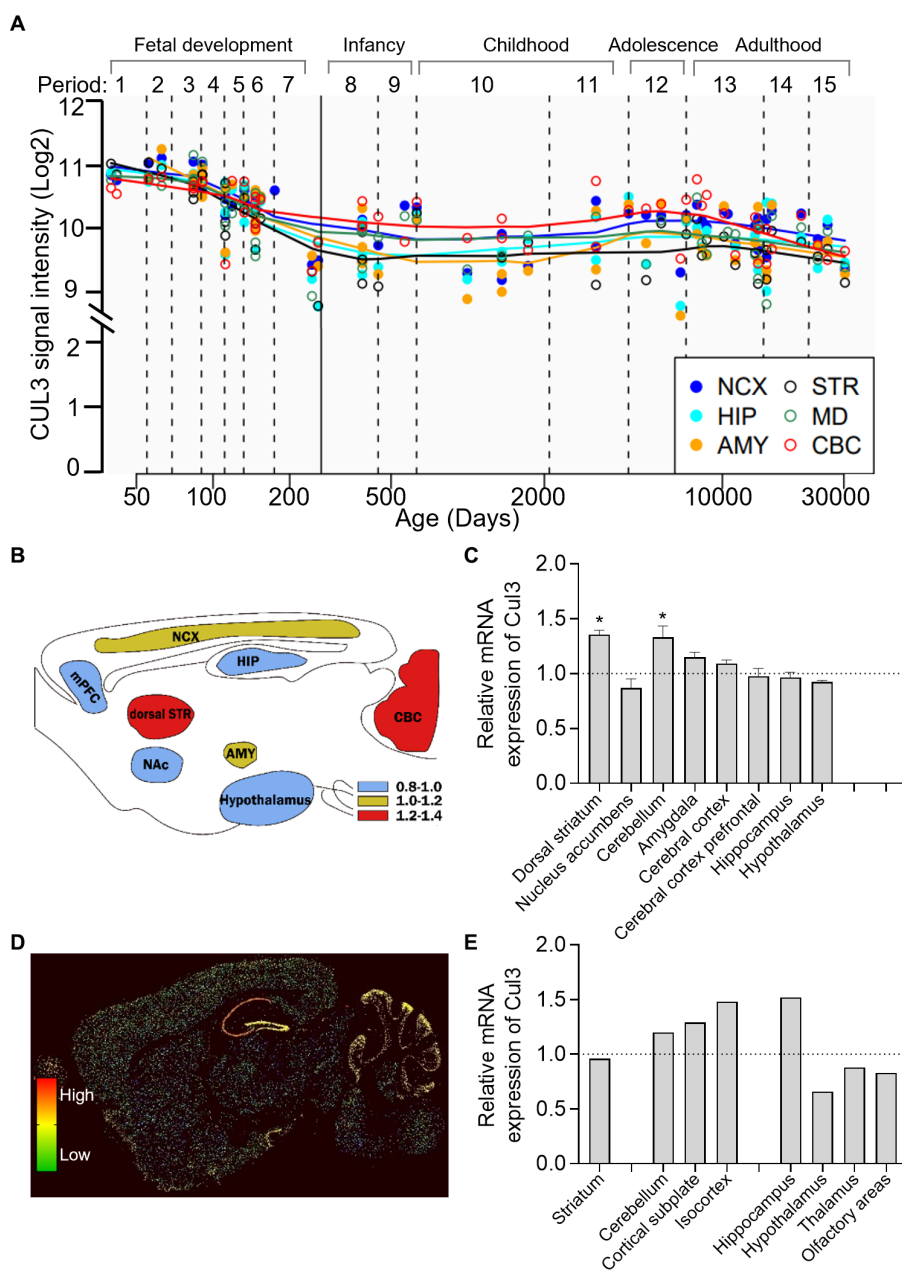 A
Fetal development Infancy Childhood Adolescence Adulthood
Period: 1 2 3 4 5 6 7 8 9 10 11 12 13 14 15
CUL3 signal intensity (Log2)
12
11
10
9
2
1
0
NCX STR
HIP MD
AMY CBC
50 100 200 500 2000 10000 30000
Age (Days)
B
NCX
HIP
mPFC
dorsal STR
CBC
NAc
AMY
Hypothalamus
0.8-1.0
1.0-1.2
1.2-1.4
C
Relative mRNA
expression of Cul3
2.0
1.5
1.0
0.5
0.0
* *
Dorsal striatum
Nucleus accumbens
Cerebellum
Amygdala
Cerebral cortex
Cerebral cortex prefrontal
Hippocampus
Hypothalamus
D
High
Low
E
Relative mRNA
expression of Cul3
2.0
1.5
1.0
0.5
0.0
Striatum
Cerebellum
Cortical subplate
Isocortex
Hippocampus
Hypothalamus
Thalamus
Olfactory areas